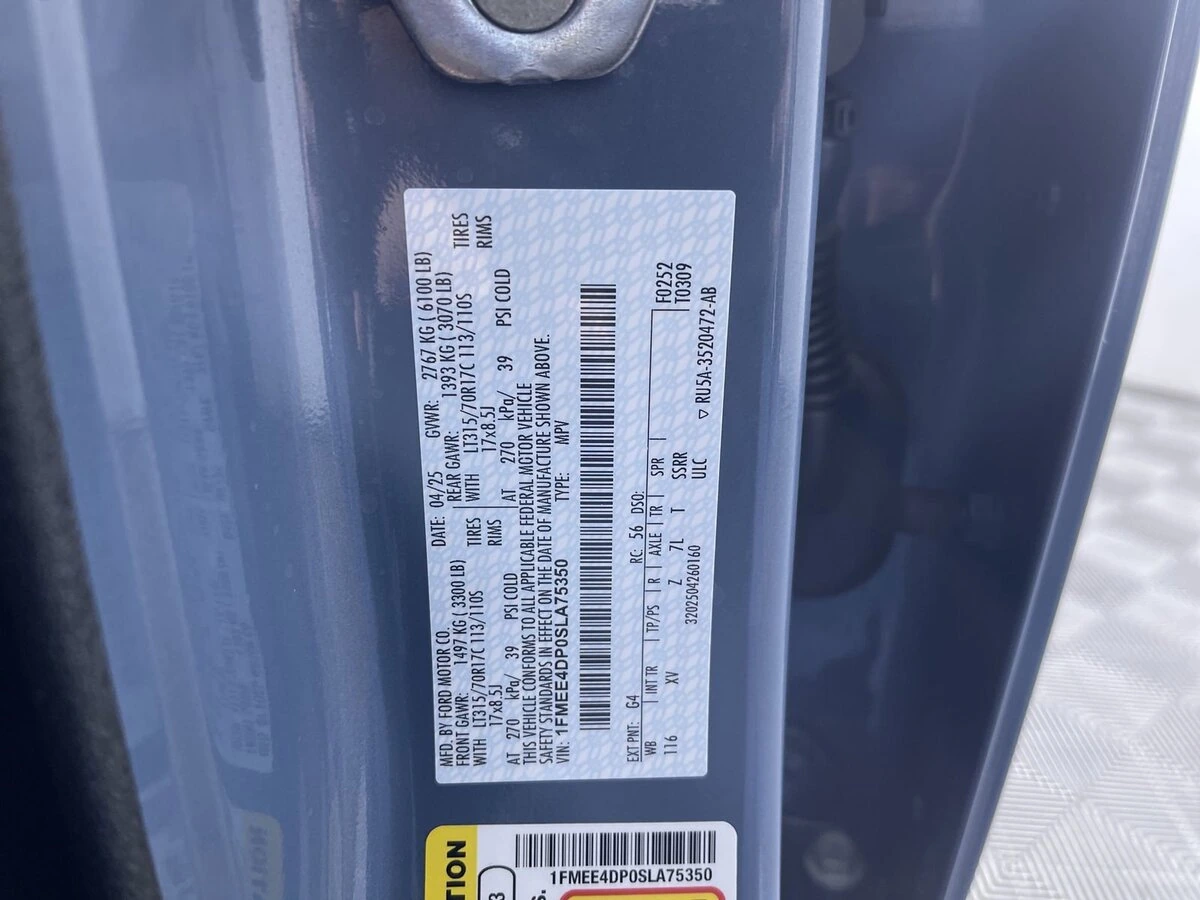 MFD. BY FORD MOTOR CO.
DATE: 04/25 GVWR: 2767 KG ( 6100 LB)
FRONT GAWR: 1497 KG ( 3300 LB)
REAR GAWR: 1393 KG ( 3070 LB)
WITH LT315/70R17C 113/110S TIRES
WITH LT315/70R17C 113/110S TIRES
17x8.5J RIMS
17x8.5J RIMS
AT 270 kPa/ 39 PSI COLD
AT 270 kPa/ 39 PSI COLD
THIS VEHICLE CONFORMS TO ALL APPLICABLE FEDERAL MOTOR VEHICLE
SAFETY STANDARDS IN EFFECT ON THE DATE OF MANUFACTURE SHOWN ABOVE.
VIN: 1FMEE4DP0SLA75350 TYPE: MPV
EXT PNT: G4 RC: 56 DSO: F0252
WB INT TR TP/PS R AXLE TR SPR T0309
116 XV Z 7L T SSRR
3202504260160 ULC ▽ RU5A-3520472-AB
1FMEE4DP0SLA75350